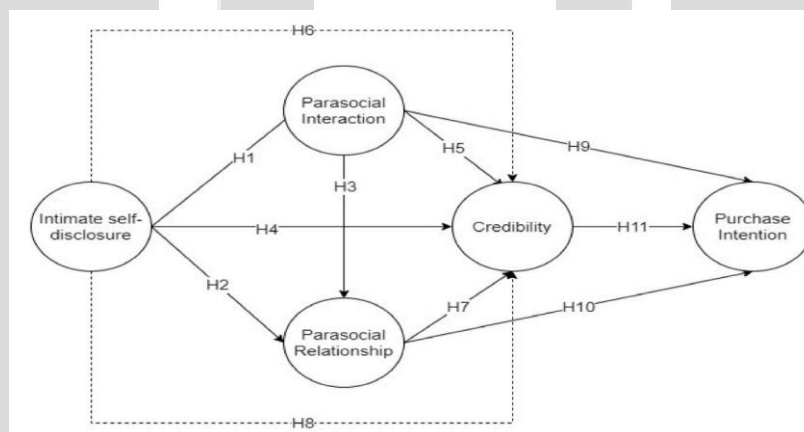 H6
Parasocial
Interaction
H1
H5
H9
H3
Intimate self-
disclosure
H4
Credibility
H11
Purchase
Intention
H2
H7
H10
Parasocial
Relationship
H8